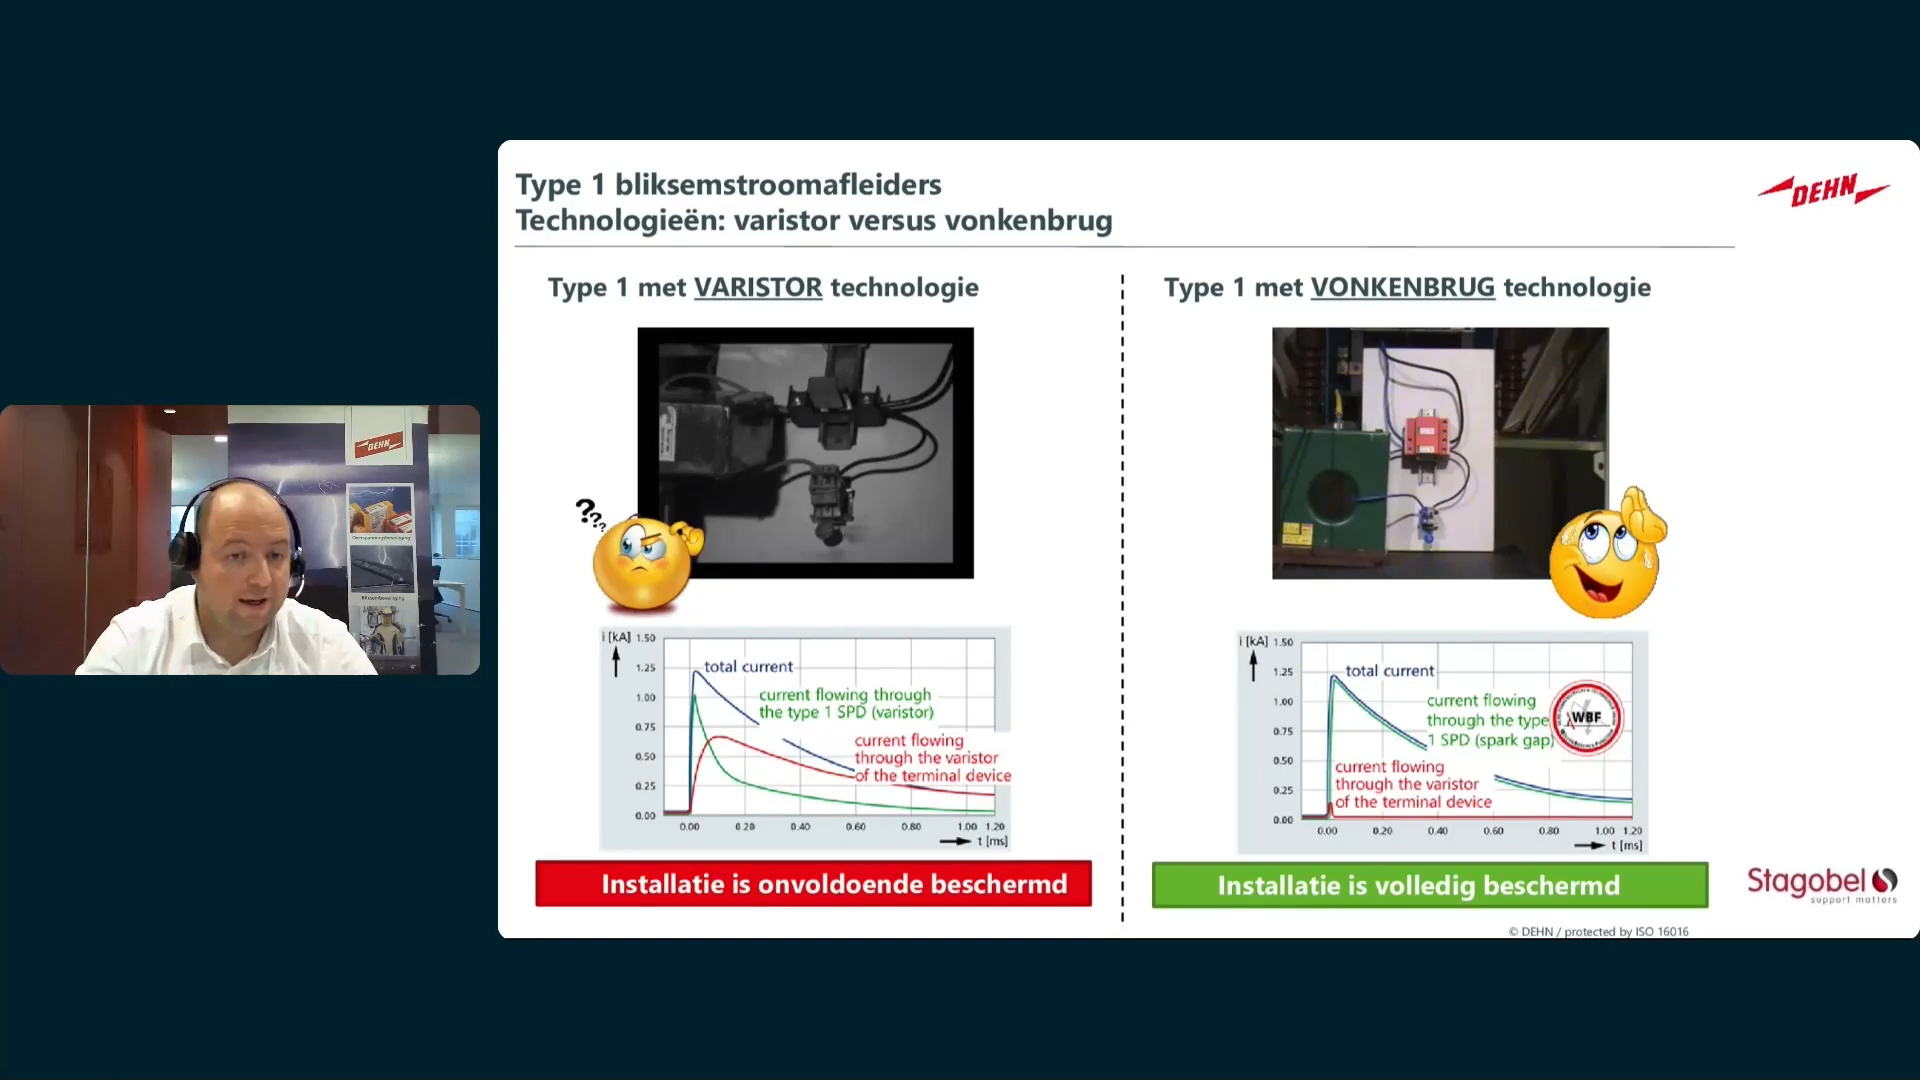 Type 1 bliksemstroomafleiders
Technologieën: varistor versus vonkenbrug
DEHN
Type 1 met VARISTOR technologie
Type 1 met VONKENBRUG technologie
DEHN
Overspanningsbeveiliging
Bliksembeveiliging
???
i [kA] 1.50
1.25
1.00
0.75
0.50
0.25
0.00
total current
current flowing through
the type 1 SPD (varistor)
current flowing
through the varistor
of the terminal device
0.00 0.20 0.40 0.60 0.80 1.00 1.20
t [ms]
i [kA] 1.50
1.25
1.00
0.75
0.50
0.25
0.00
total current
current flowing
through the type
1 SPD (spark gap)
WBF
current flowing
through the varistor
of the terminal device
0.00 0.20 0.40 0.60 0.80 1.00 1.20
t [ms]
Installatie is onvoldoende beschermd
Installatie is volledig beschermd
Stagobel
support matters
© DEHN / protected by ISO 16016